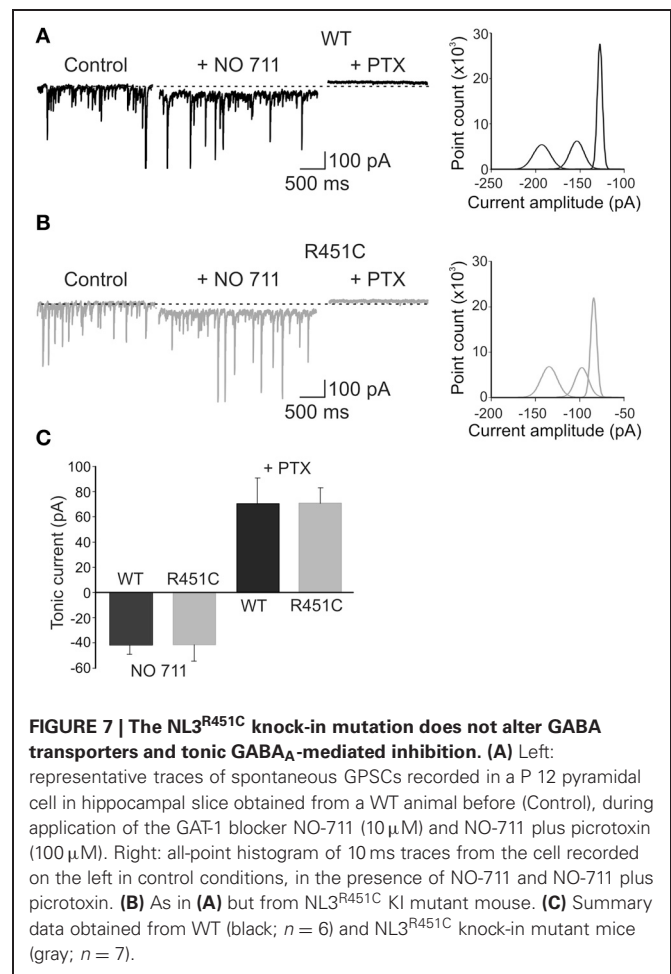 A
WT
Control
+ NO 711
+ PTX
100 pA
500 ms
Point count (x10³)
30
20
10
0
-250 -200 -150 -100
Current amplitude (pA)
B
R451C
Control
+ NO 711
+ PTX
100 pA
500 ms
Point count (x10³)
30
20
10
0
-200 -150 -100 -50
Current amplitude (pA)
C
Tonic current (pA)
100
80
60
40
20
0
-20
-40
-60
+ PTX
WT R451C
WT R451C
NO 711
FIGURE 7 | The NL3R451C knock-in mutation does not alter GABA
transporters and tonic GABAA-mediated inhibition. (A) Left:
representative traces of spontaneous GPSCs recorded in a P 12 pyramidal
cell in hippocampal slice obtained from a WT animal before (Control), during
application of the GAT-1 blocker NO-711 (10 μM) and NO-711 plus picrotoxin
(100 μM). Right: all-point histogram of 10 ms traces from the cell recorded
on the left in control conditions, in the presence of NO-711 and NO-711 plus
picrotoxin. (B) As in (A) but from NL3R451C KI mutant mouse. (C) Summary
data obtained from WT (black; n = 6) and NL3R451C knock-in mutant mice
(gray; n = 7).